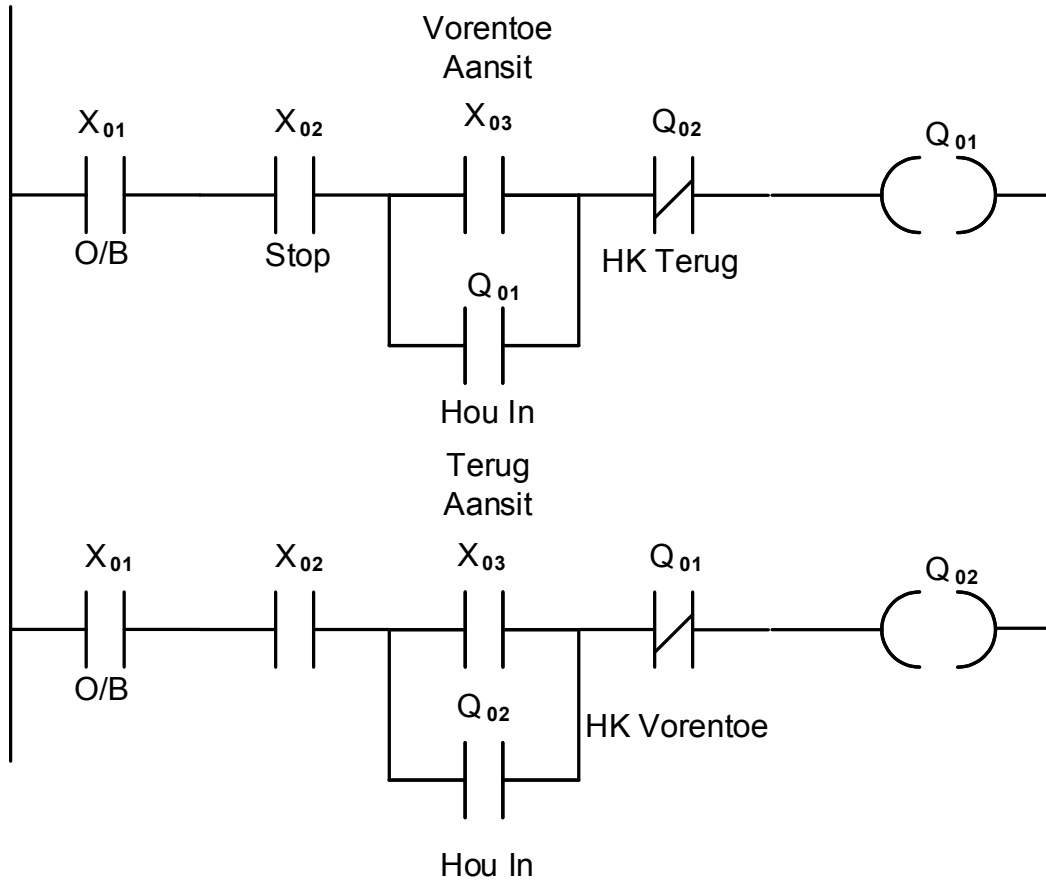 Vorentoe
Aansit
X01 X02 X03 Q02 Q01
O/B Stop HK Terug
Q01
Hou In
Terug
Aansit
X01 X02 X03 Q01 Q02
O/B
Q02 HK Vorentoe
Hou In